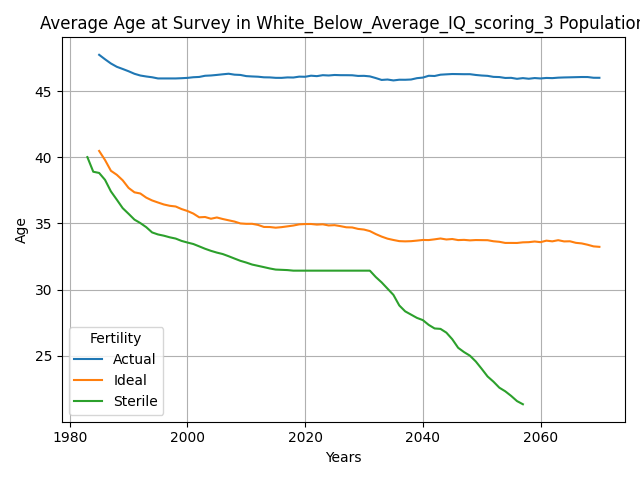 Average Age at Survey in White_Below_Average_IQ_scoring_3 Population
Age
45
40
35
30
25
Fertility
Actual
Ideal
Sterile
1980
2000
2020
2040
2060
Years